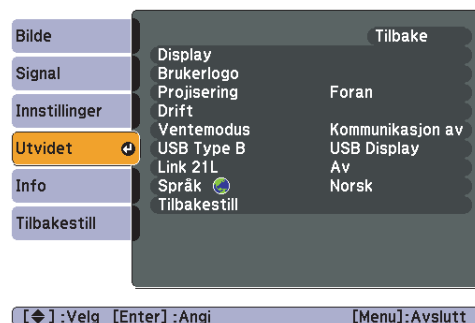 Bilde
Signal
Innstillinger
Utvidet
Info
Tilbakestill
Tilbake
Display
Brukerlogo
Projisering Foran
Drift
Ventemodus Kommunikasjon av
USB Type B USB Display
Link 21L Av
Språk Norsk
Tilbakestill
[◆] :Velg [Enter] :Angi [Menu]:Avslutt